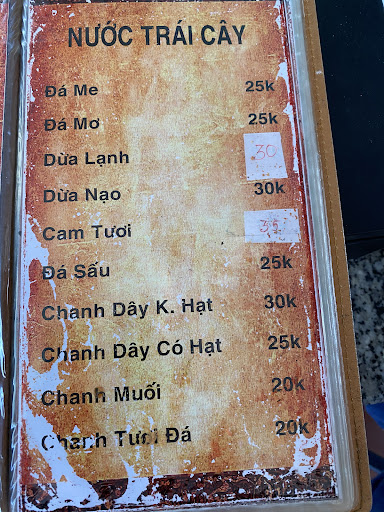 NƯỚC TRÁI CÂY
Đá Me 25k
Đá Mơ 25k
Dừa Lạnh 30
Dừa Nạo 30k
Cam Tươi 35
Đá Sấu 25k
Chanh Dây K. Hạt 30k
Chanh Dây Có Hạt 25k
Chanh Muối 20k
Chanh Tươi Đá 20k